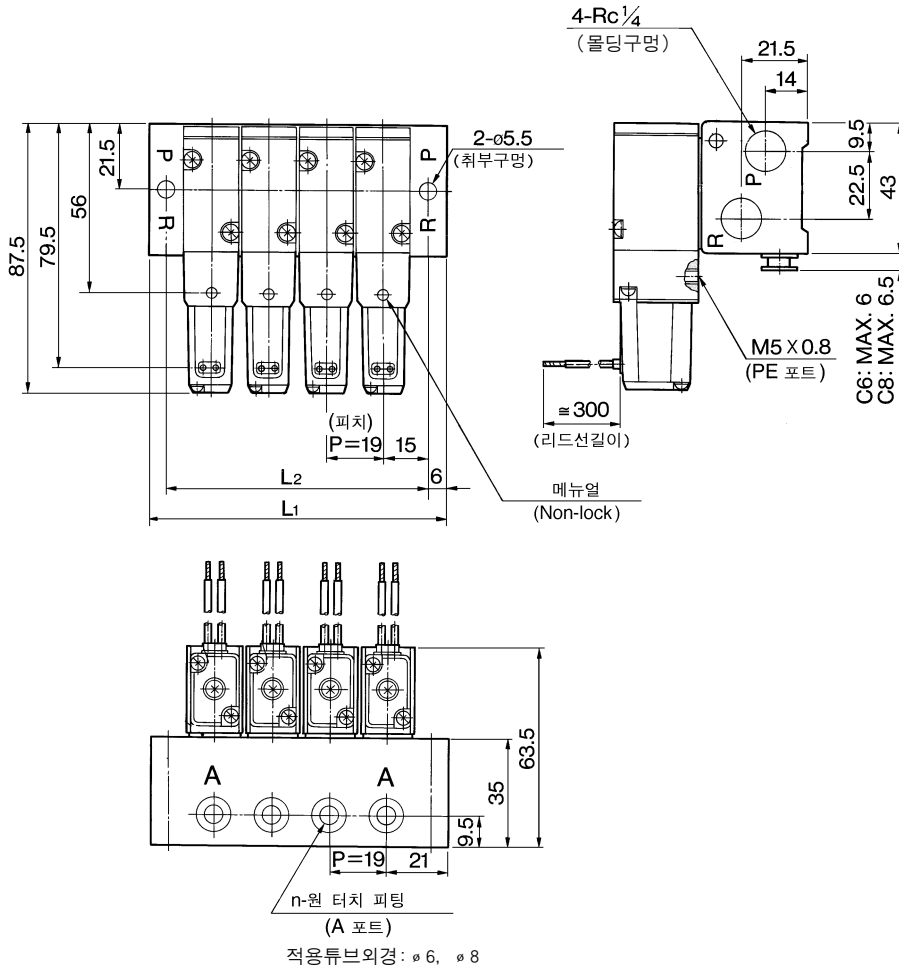 4-Rc1/4
(몰딩구멍)
21.5
14
9.5
22.5
43
P
R
P
R
2-ø5.5
(취부구멍)
21.5
56
79.5
87.5
P
R
M5×0.8
(PE 포트)
C6: MAX. 6
C8: MAX. 6.5
≅300
(리드선길이)
(피치)
P=19
15
L2
6
L1
메뉴얼
(Non-lock)
A
A
63.5
35
9.5
P=19
21
n-원 터치 피팅
(A 포트)
적용튜브외경: ø 6, ø 8